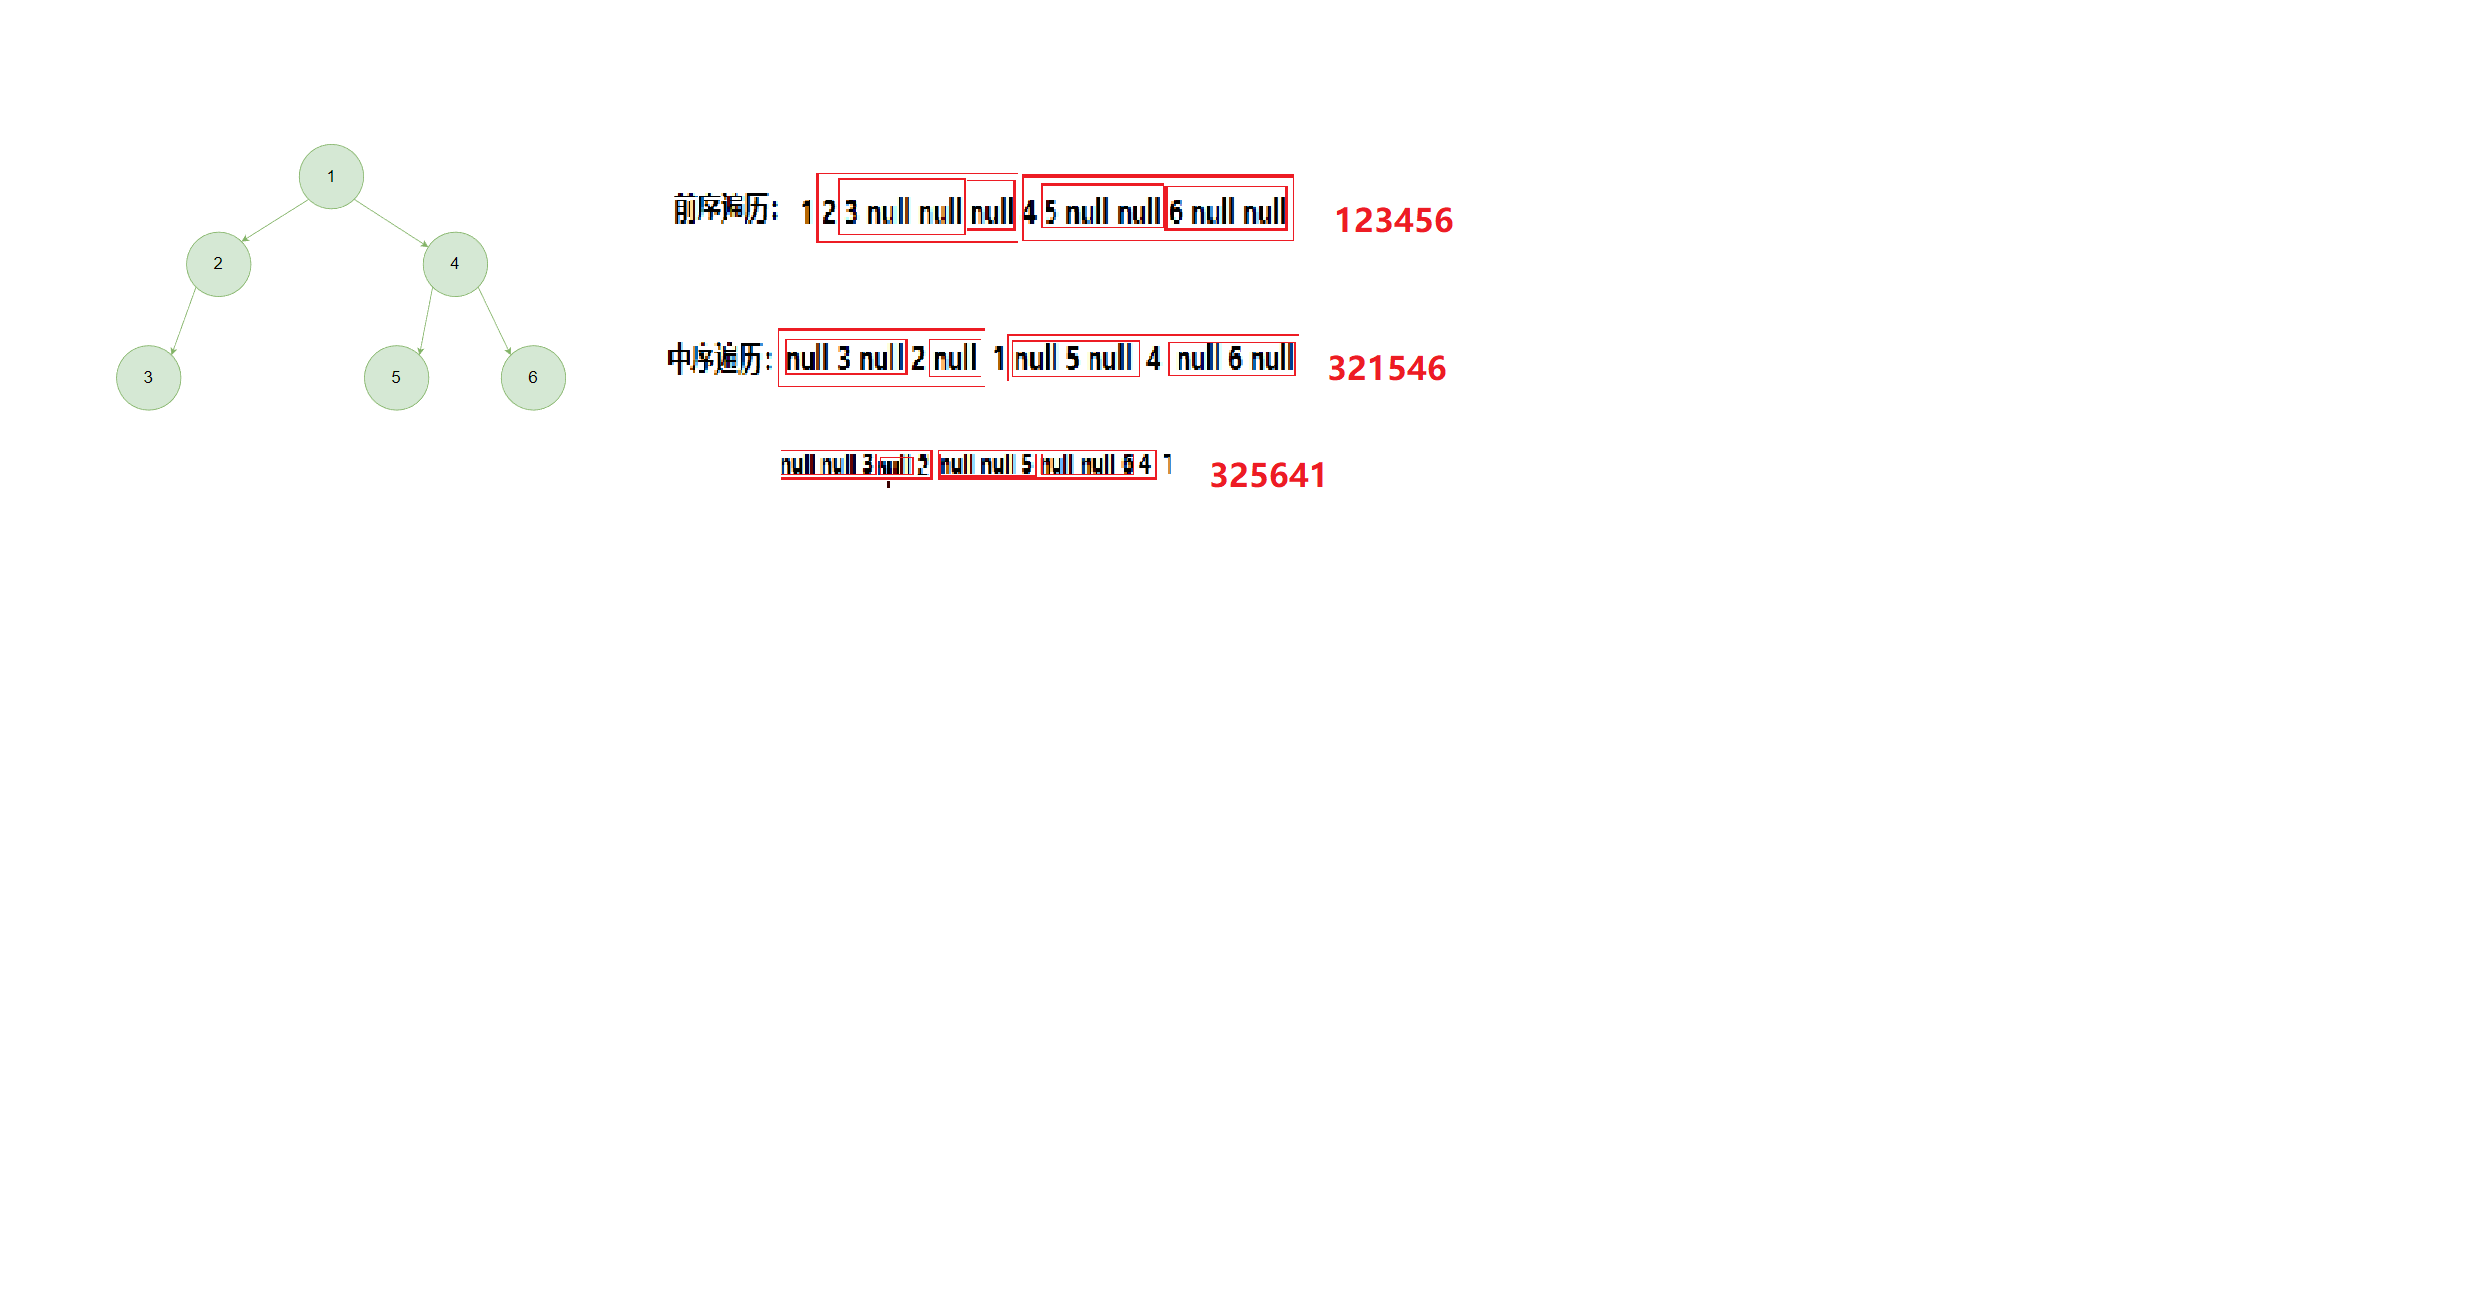 1
2 4
3 5 6
前序遍历: 1 2 3 null null null 4 5 null null 6 null null 123456
中序遍历: null 3 null 2 null 1 null 5 null 4 null 6 null 321546
null null 3 null 2 null null 5 null null 6 4 1 325641